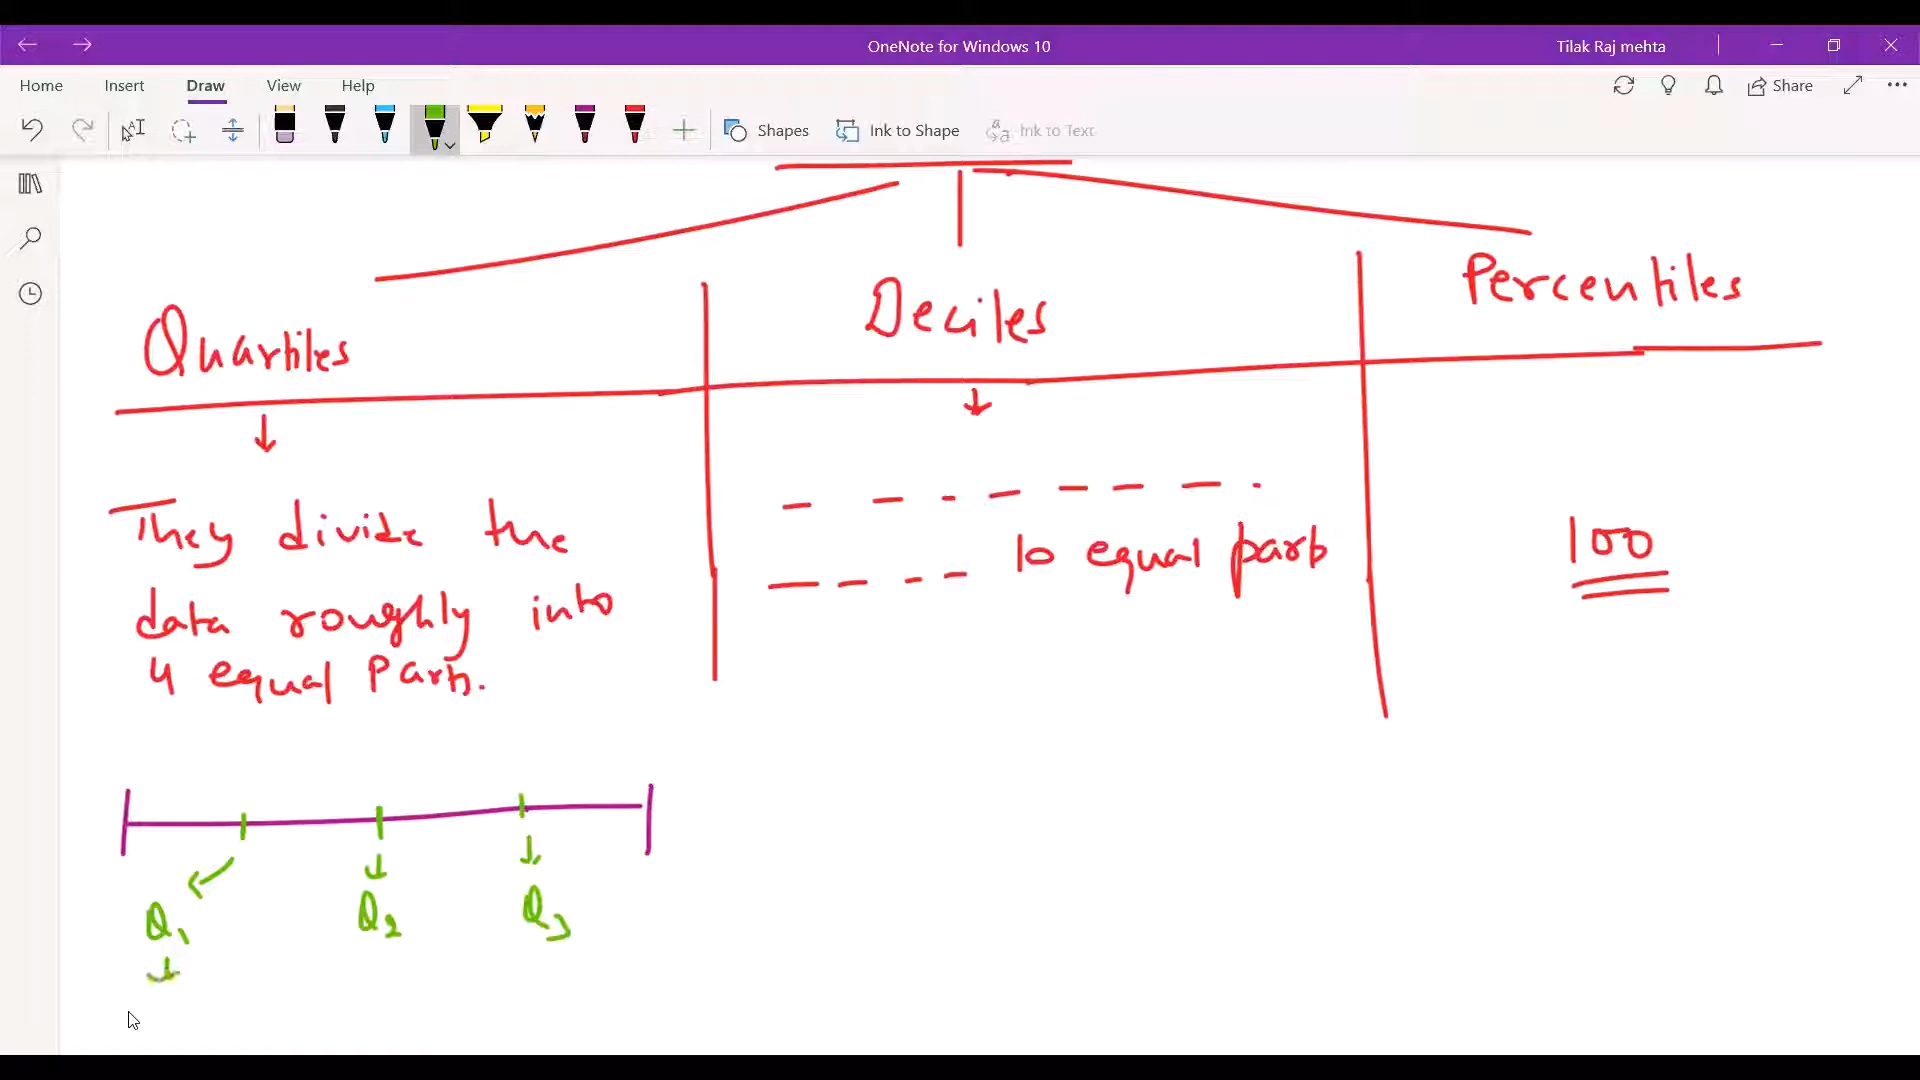 OneNote for Windows 10
Tilak Raj mehta
Home Insert Draw View Help
Share
Shapes Ink to Shape Ink to Text
Quartiles Deciles Percentiles
They divide the
data roughly into
4 equal Parts.
10 equal parts
100
Q1 Q2 Q3